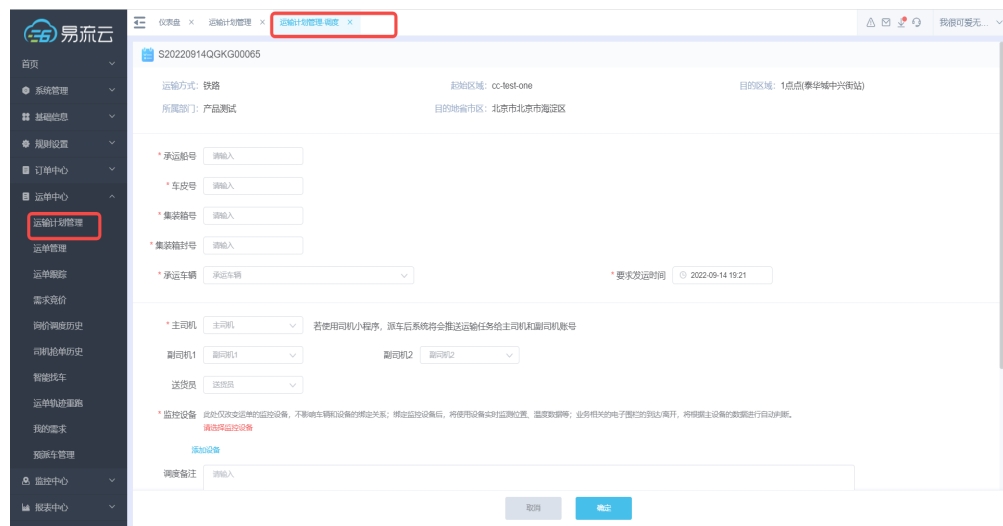 易流云
仪表盘 × 运输计划管理 × 运输计划管理-调度 ×
我很可爱无...
首页
系统管理
基础信息
规则设置
订单中心
运单中心
运输计划管理
运单管理
运单跟踪
需求竞价
询价调度历史
司机抢单历史
智能找车
运单轨迹重跑
我的需求
预派车管理
监控中心
报表中心
S20220914QGKG00065
运输方式: 铁路 起始区域: cc-test-one 目的区域: 1点点(泰华城中兴街站)
所属部门: 产品测试 目的地省市区: 北京市北京市海淀区
* 承运船号 请输入
* 车皮号 请输入
* 集装箱号 请输入
* 集装箱封号 请输入
* 承运车辆 承运车辆 * 要求发运时间 2022-09-14 19:21
* 主司机 主司机 若使用司机小程序，派车后系统将会推送运输任务给主司机和副司机账号
副司机1 副司机1 副司机2 副司机2
送货员 送货员
* 监控设备 此处仅改变运单的监控设备，不影响车辆和设备的绑定关系；绑定监控设备后，将使用设备实时监测位置、温度数据等；业务相关的电子围栏的到达/离开，将根据主设备的数据进行自动判断。
请选择监控设备
添加设备
调度备注 请输入
取消 确定